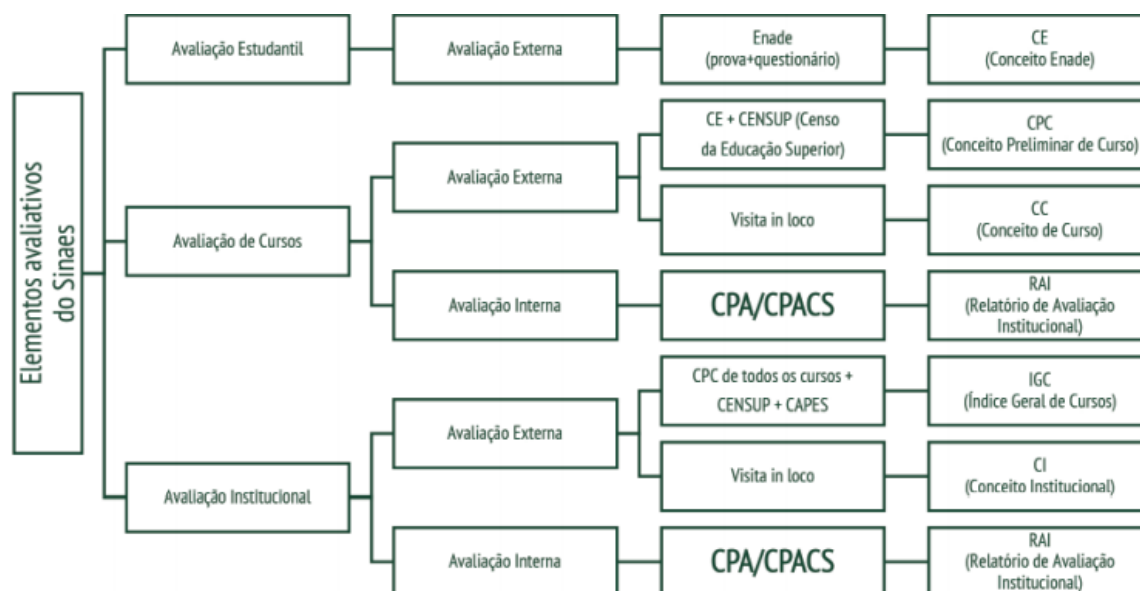 Elementos avaliativos
do Sinaes
Avaliação Estudantil
Avaliação Externa
Enade
(prova+questionário)
CE
(Conceito Enade)
Avaliação de Cursos
Avaliação Externa
CE + CENSUP (Censo
da Educação Superior)
CPC
(Conceito Preliminar de Curso)
Visita in loco
CC
(Conceito de Curso)
Avaliação Interna
CPA/CPACS
RAI
(Relatório de Avaliação
Institucional)
Avaliação Institucional
Avaliação Externa
CPC de todos os cursos +
CENSUP + CAPES
IGC
(Índice Geral de Cursos)
Visita in loco
CI
(Conceito Institucional)
Avaliação Interna
CPA/CPACS
RAI
(Relatório de Avaliação
Institucional)